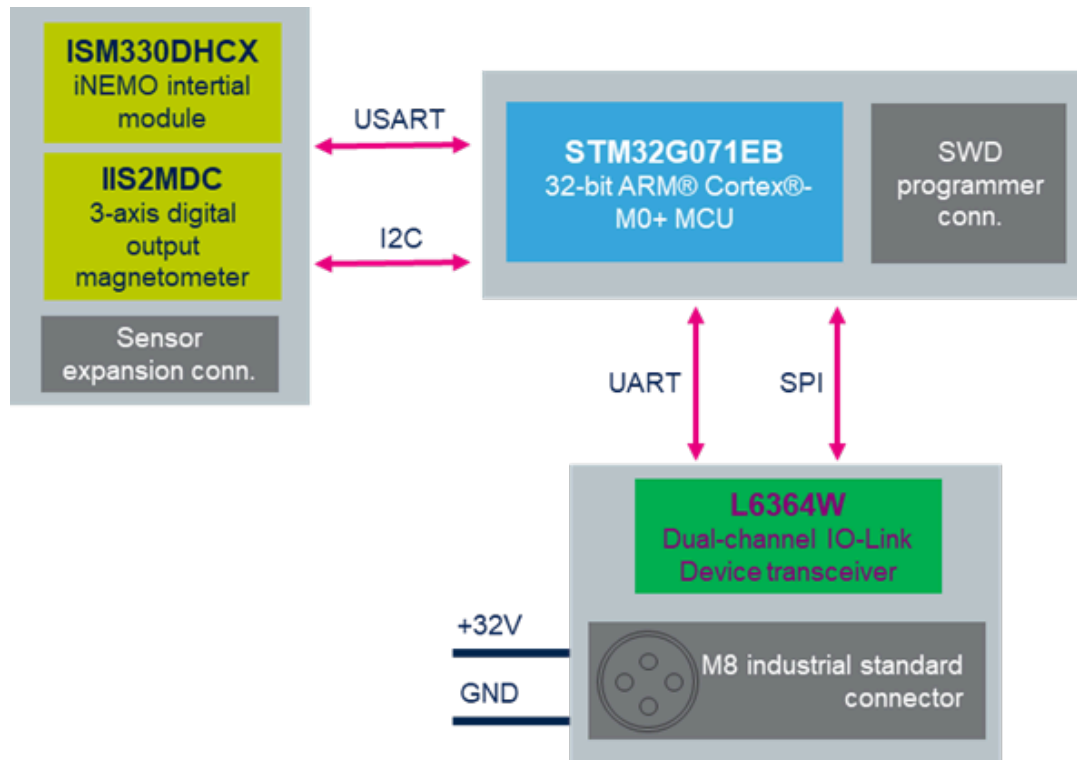 ISM330DHCX
iNEMO intertial
module
IIS2MDC
3-axis digital
output
magnetometer
Sensor
expansion conn.
USART
I2C
STM32G071EB
32-bit ARM® Cortex®-
M0+ MCU
SWD
programmer
conn.
UART
SPI
L6364W
Dual-channel IO-Link
Device transceiver
+32V
GND
M8 industrial standard
connector